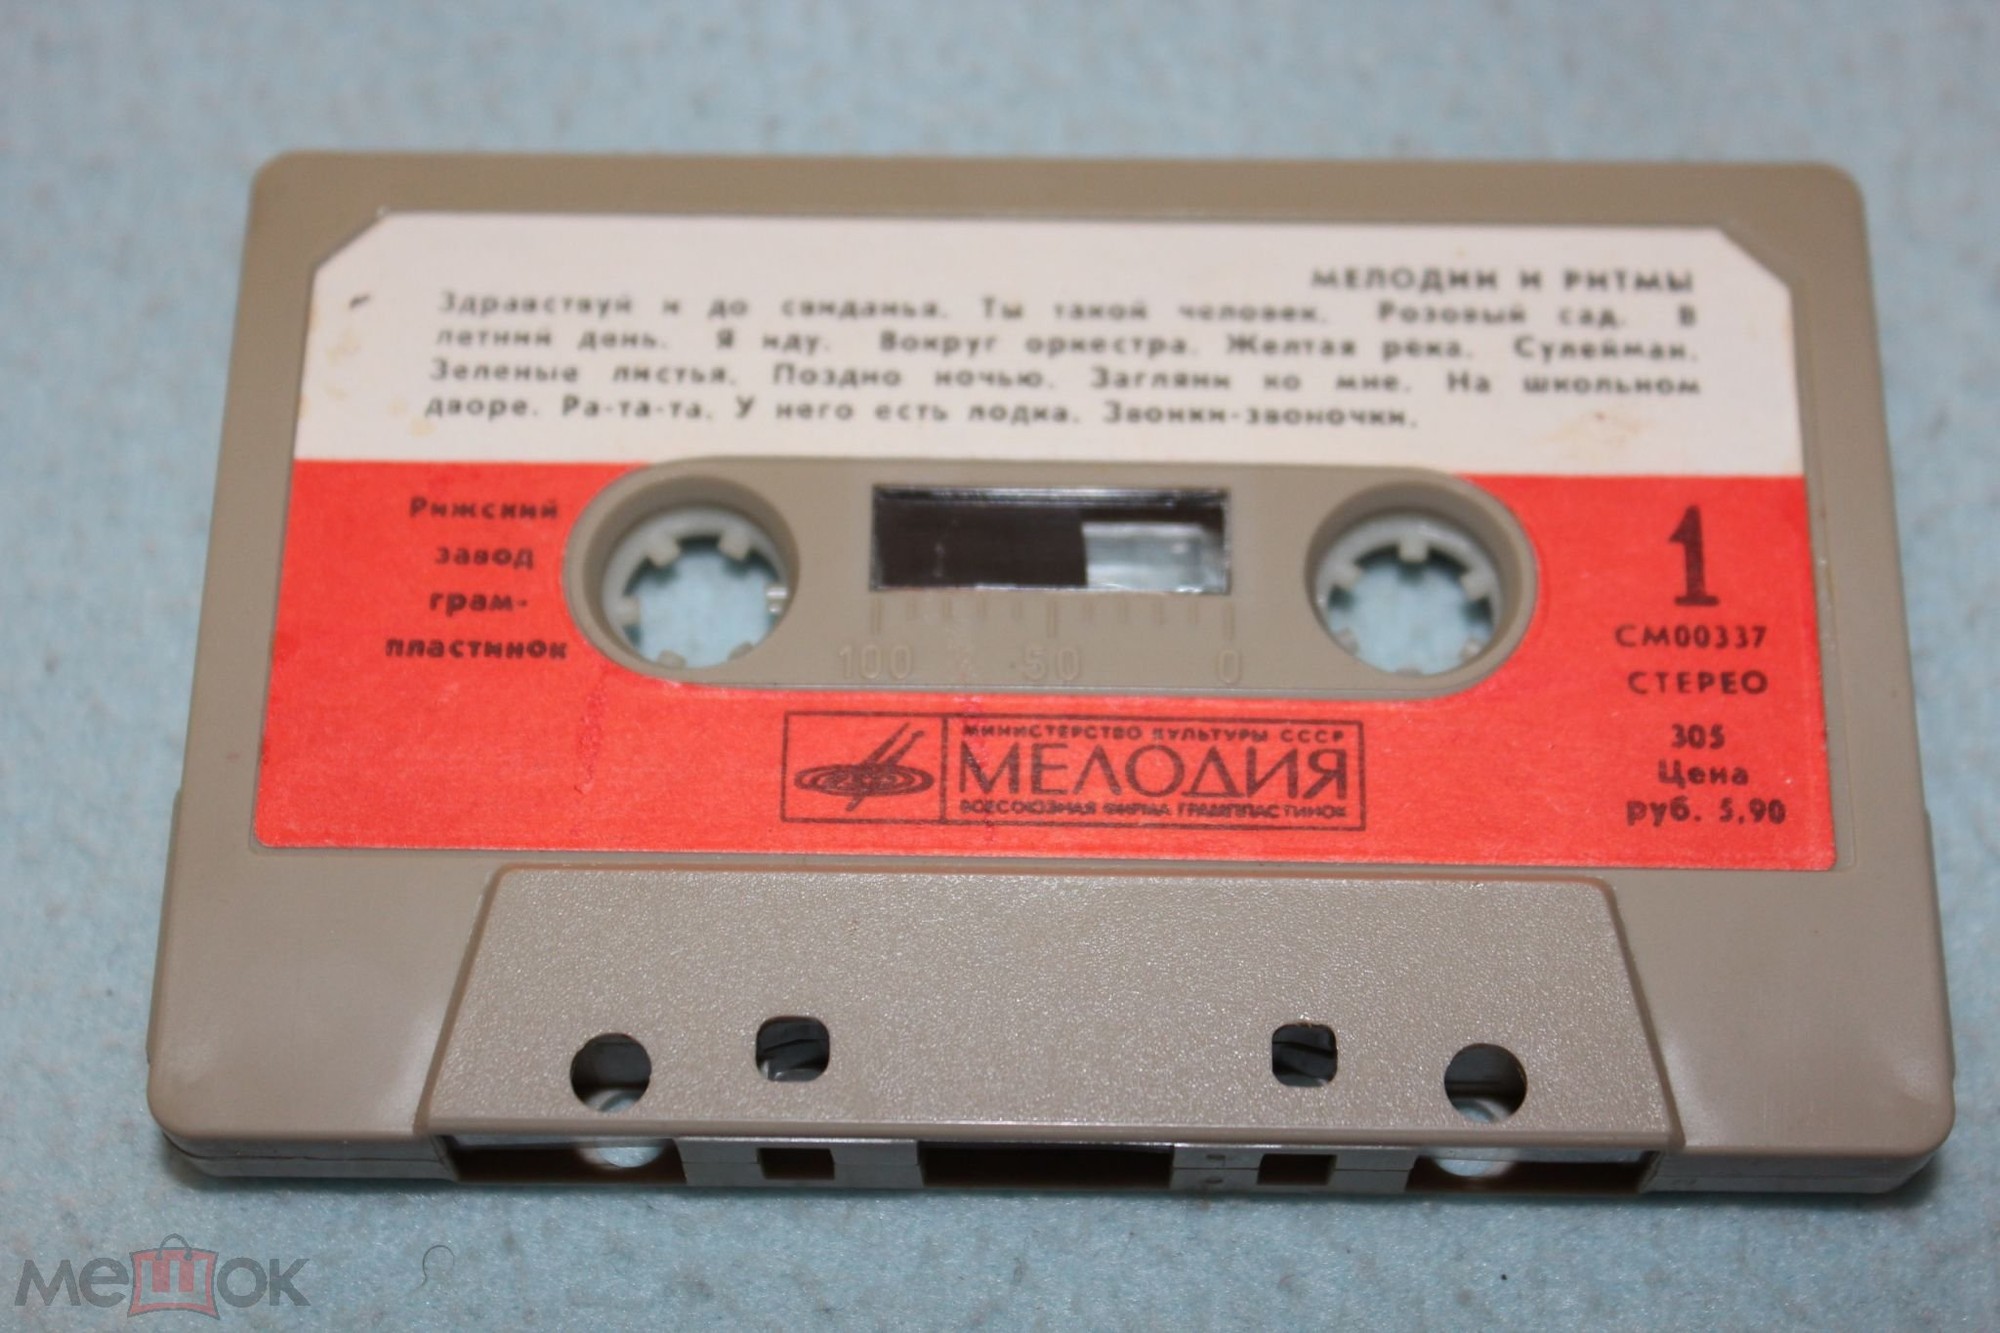 МЕЛОДИИ И РИТМЫ
Здравствуй и до свиданья. Ты такой человек. Розовый сад. В
летний день. Я иду. Вокруг оркестра. Желтая река. Сулейман.
Зеленые листья. Поздно ночью. Загляни ко мне. На школьном
дворе. Ра-та-та. У него есть лодка. Звонки-звоночки.
Рижский
завод
грам-
пластинок
1
СМ00337
СТЕРЕО
305
Цена
руб. 5.90
100 50 0
МИНИСТЕРСТВО КУЛЬТУРЫ СССР
МЕЛОДИЯ
ВСЕСОЮЗНАЯ ФИРМА ГРАМПЛАСТИНОК
мешок